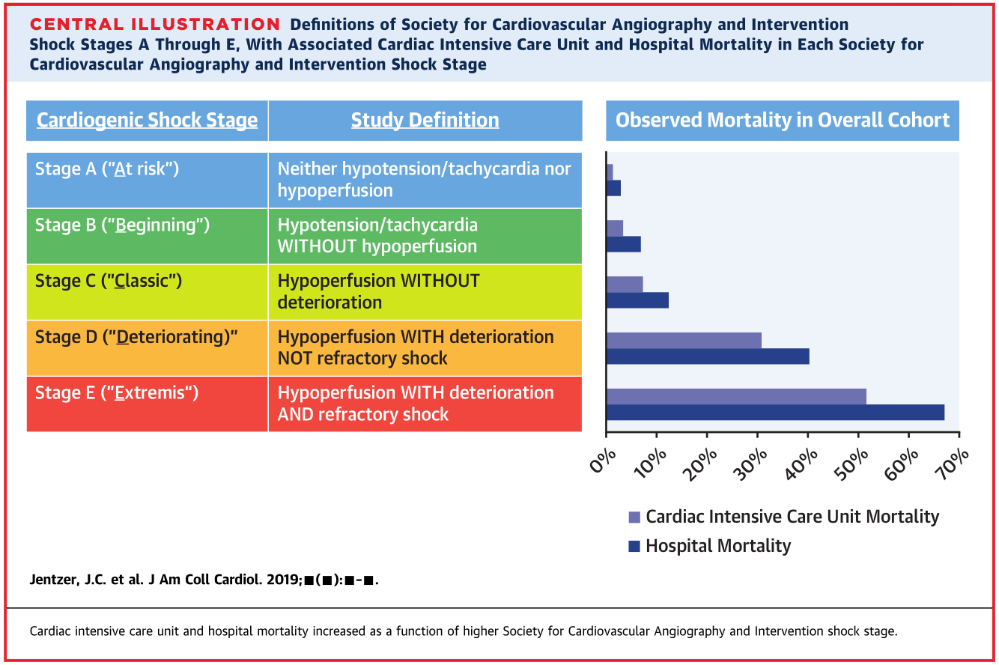 CENTRAL ILLUSTRATION Definitions of Society for Cardiovascular Angiography and Intervention
Shock Stages A Through E, With Associated Cardiac Intensive Care Unit and Hospital Mortality in Each Society for
Cardiovascular Angiography and Intervention Shock Stage
Cardiogenic Shock Stage
Study Definition
Stage A ("At risk")
Neither hypotension/tachycardia nor
hypoperfusion
Stage B ("Beginning")
Hypotension/tachycardia
WITHOUT hypoperfusion
Stage C ("Classic")
Hypoperfusion WITHOUT
deterioration
Stage D ("Deteriorating)"
Hypoperfusion WITH deterioration
NOT refractory shock
Stage E ("Extremis")
Hypoperfusion WITH deterioration
AND refractory shock
Observed Mortality in Overall Cohort
0%
10%
20%
30%
40%
50%
60%
70%
Cardiac Intensive Care Unit Mortality
Hospital Mortality
Jentzer, J.C. et al. J Am Coll Cardiol. 2019;■(■):■-■.
Cardiac intensive care unit and hospital mortality increased as a function of higher Society for Cardiovascular Angiography and Intervention shock stage.